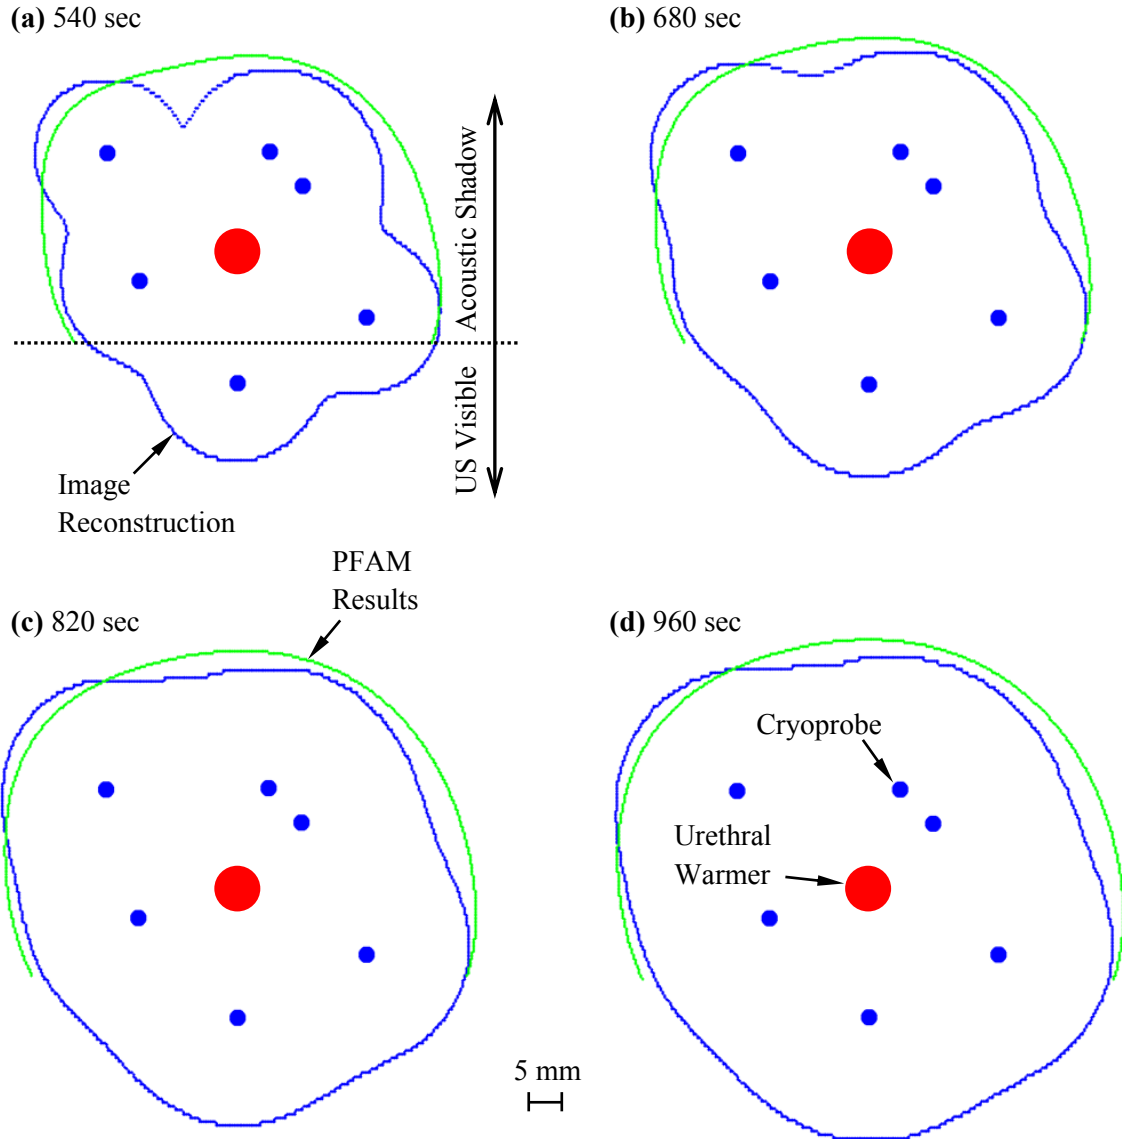 (a) 540 sec
(b) 680 sec
Acoustic Shadow
US Visible
Image
Reconstruction
PFAM
Results
(c) 820 sec
(d) 960 sec
Cryoprobe
Urethral
Warmer
5 mm